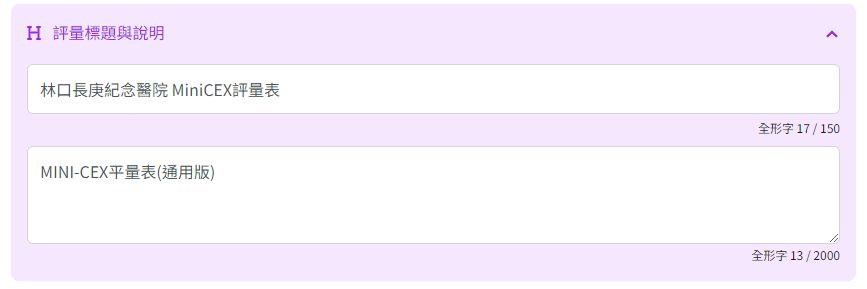 H 評量標題與說明
林口長庚紀念醫院 MiniCEX評量表
全形字 17 / 150
MINI-CEX平量表(通用版)
全形字 13 / 2000